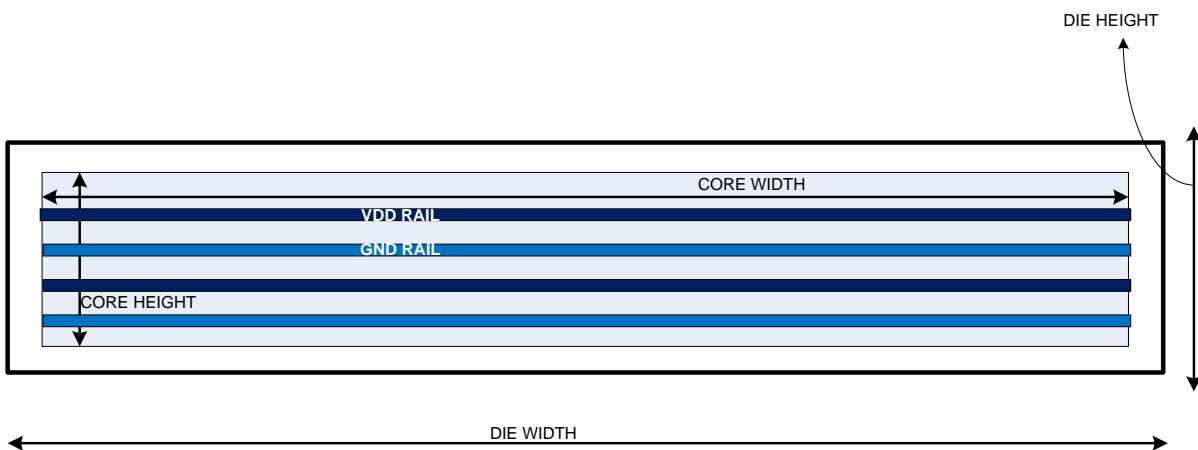 DIE HEIGHT
CORE WIDTH
VDD RAIL
GND RAIL
CORE HEIGHT
DIE WIDTH